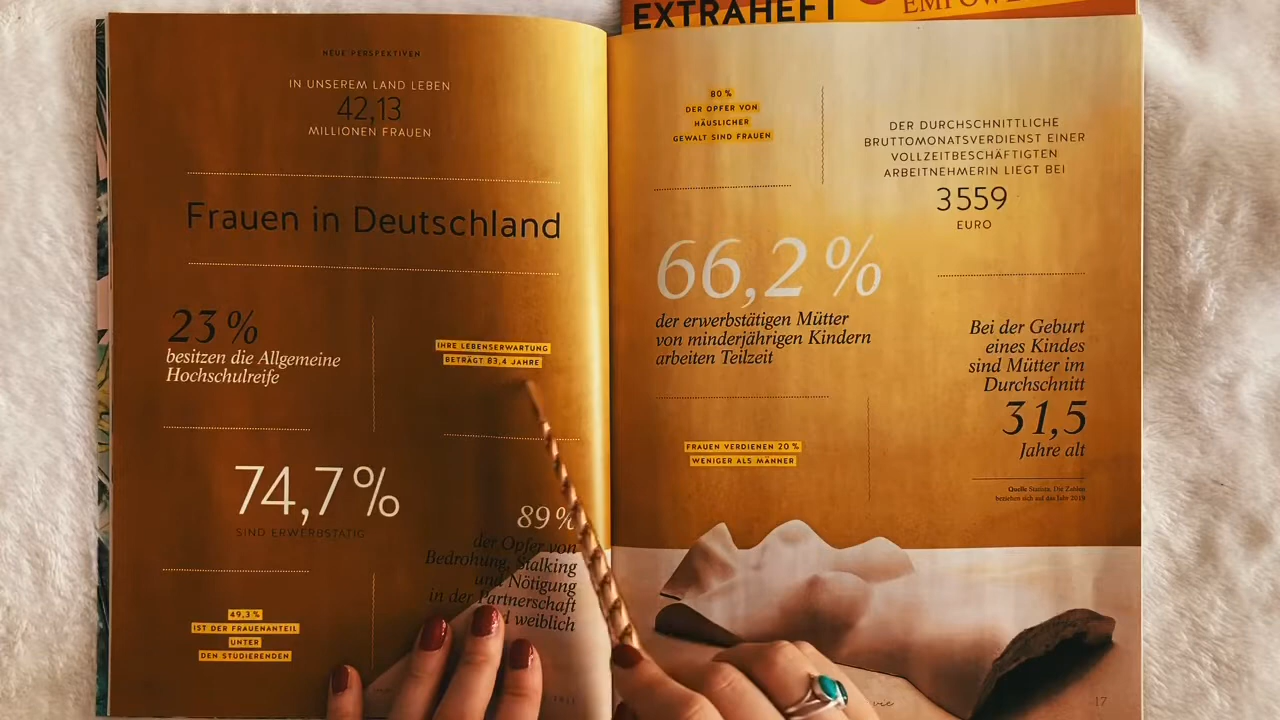 EXTRAHEFT
NEUE PERSPEKTIVEN
IN UNSEREM LAND LEBEN
42,13
MILLIONEN FRAUEN
Frauen in Deutschland
23 %
besitzen die Allgemeine
Hochschulreife
IHRE LEBENSERWARTUNG
BETRÄGT 83,4 JAHRE
74,7 %
SIND ERWERBSTÄTIG
89 %
der Opfer von
Bedrohung, Stalking
und Nötigung
in der Partnerschaft
weiblich
49,3 %
IST DER FRAUENANTEIL
UNTER
DEN STUDIERENDEN
80 %
DER OPFER VON
HÄUSLICHER
GEWALT SIND FRAUEN
DER DURCHSCHNITTLICHE
BRUTTOMONATSVERDIENST EINER
VOLLZEITBESCHÄFTIGTEN
ARBEITNEHMERIN LIEGT BEI
3559
EURO
66,2 %
der erwerbstätigen Mütter
von minderjährigen Kindern
arbeiten Teilzeit
Bei der Geburt
eines Kindes
sind Mütter im
Durchschnitt
31,5
Jahre alt
FRAUEN VERDIENEN 20 %
WENIGER ALS MÄNNER
Quelle Statista. Die Zahlen
beziehen sich auf das Jahr 2019
17